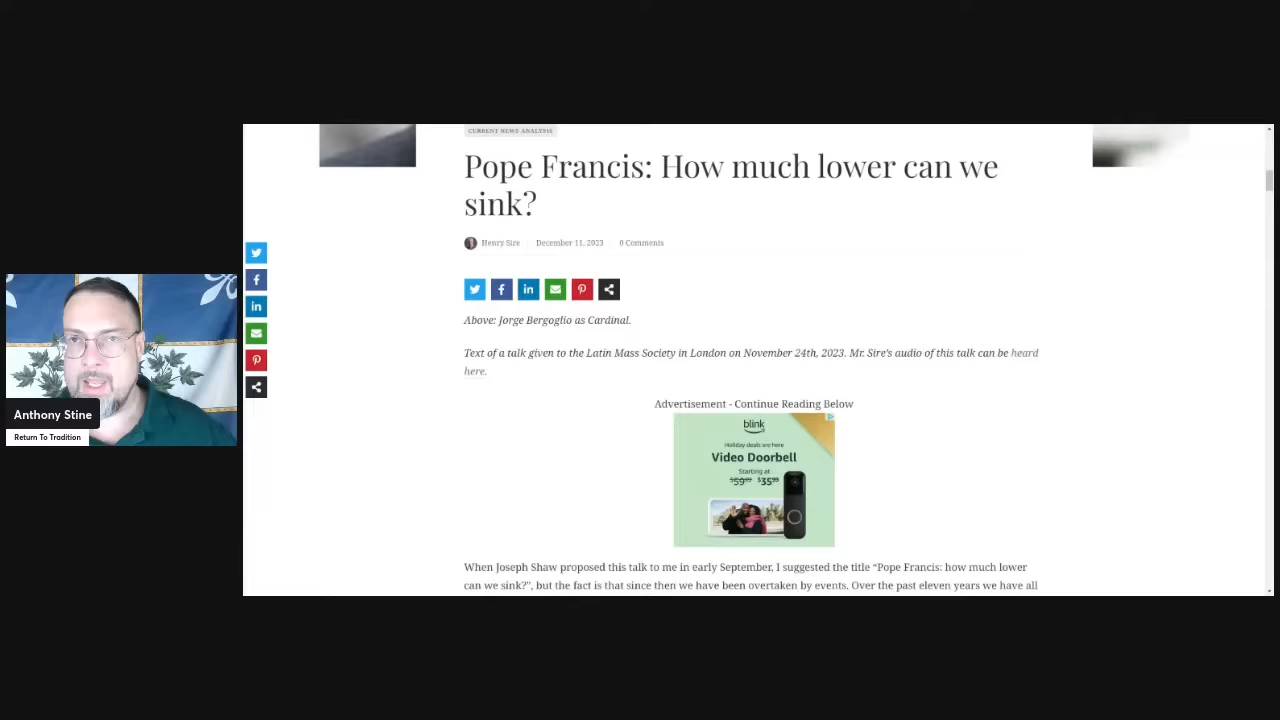 CURRENT NEWS ANALYSIS
Pope Francis: How much lower can we
sink?
Henry Sire
December 11, 2023
0 Comments
Above: Jorge Bergoglio as Cardinal.
Text of a talk given to the Latin Mass Society in London on November 24th, 2023. Mr. Sire's audio of this talk can be heard
here.
Advertisement - Continue Reading Below
blink
Holiday deals are here
Video Doorbell
Starting at
$59⁹⁹ $35⁹⁹
When Joseph Shaw proposed this talk to me in early September, I suggested the title “Pope Francis: how much lower
can we sink?”, but the fact is that since then we have been overtaken by events. Over the past eleven years we have all
Anthony Stine
Return To Tradition